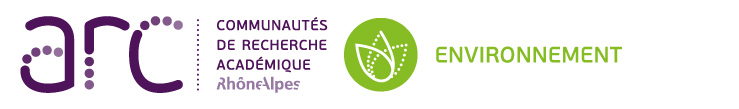 arc
COMMUNAUTÉS
DE RECHERCHE
ACADÉMIQUE
RhôneAlpes
ENVIRONNEMENT